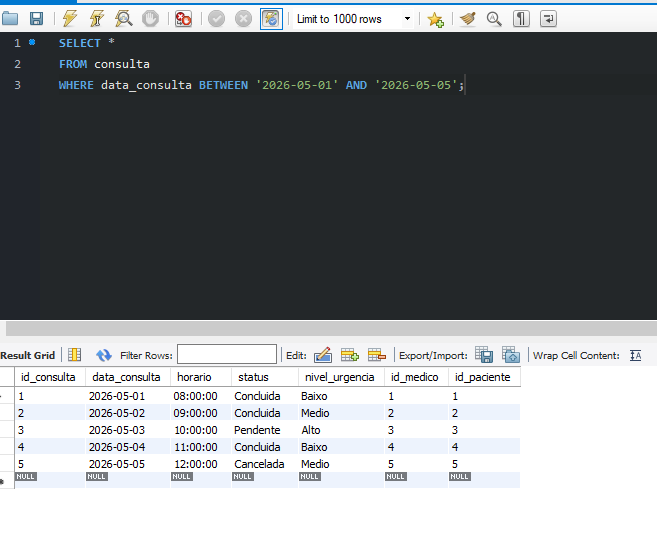 Limit to 1000 rows
1 SELECT *
2 FROM consulta
3 WHERE data_consulta BETWEEN '2026-05-01' AND '2026-05-05';
Result Grid Filter Rows: Edit: Export/Import: Wrap Cell Content:
id_consulta data_consulta horario status nivel_urgencia id_medico id_paciente
1 2026-05-01 08:00:00 Concluida Baixo 1 1
2 2026-05-02 09:00:00 Concluida Medio 2 2
3 2026-05-03 10:00:00 Pendente Alto 3 3
4 2026-05-04 11:00:00 Concluida Baixo 4 4
5 2026-05-05 12:00:00 Cancelada Medio 5 5
NULL NULL NULL NULL NULL NULL NULL